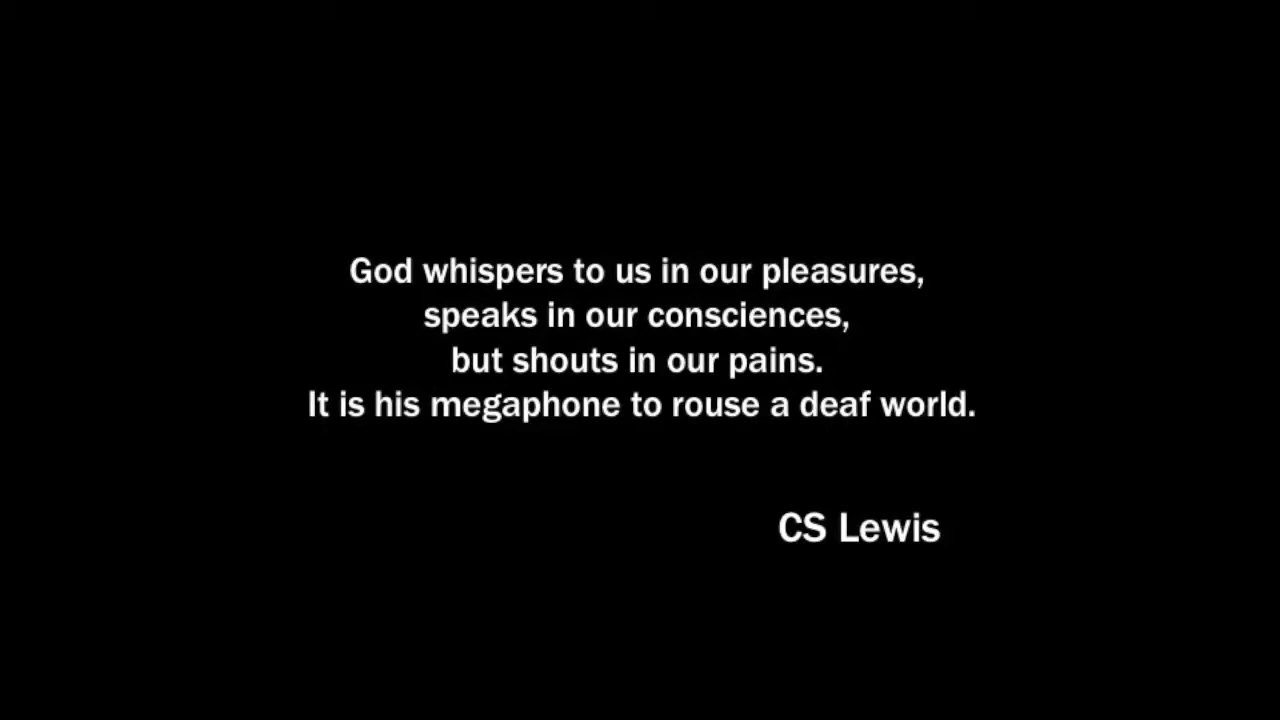 God whispers to us in our pleasures,
speaks in our consciences,
but shouts in our pains.
It is his megaphone to rouse a deaf world.
CS Lewis